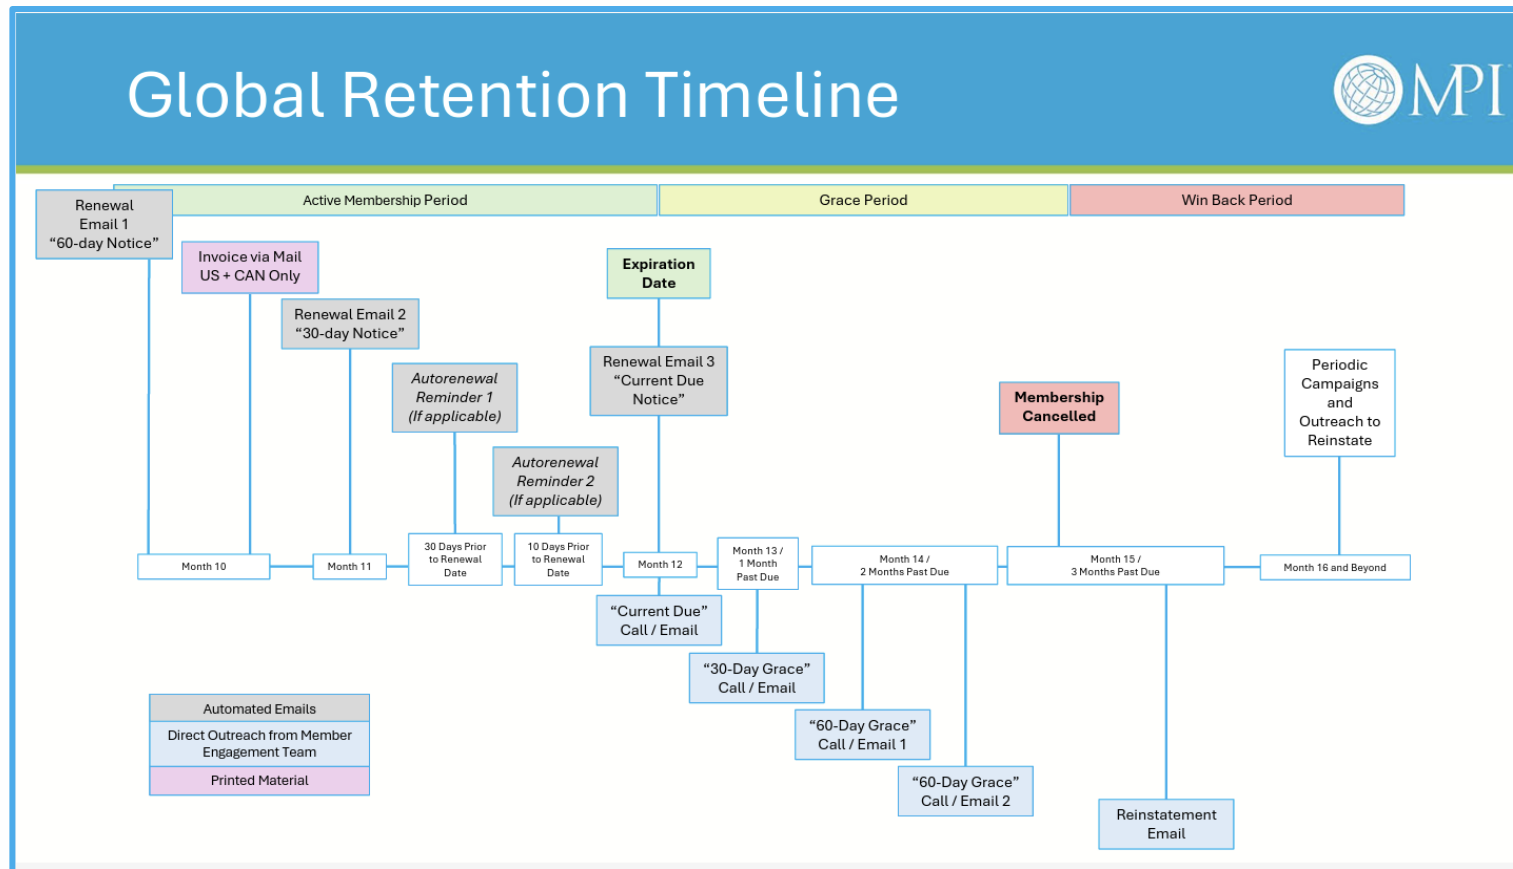 Global Retention Timeline
MPI
Active Membership Period
Grace Period
Win Back Period
Renewal
Email 1
“60-day Notice”
Invoice via Mail
US + CAN Only
Renewal Email 2
“30-day Notice”
Autorenewal
Reminder 1
(If applicable)
Autorenewal
Reminder 2
(If applicable)
Expiration
Date
Renewal Email 3
“Current Due
Notice”
Membership
Cancelled
Periodic
Campaigns
and
Outreach to
Reinstate
Month 10
Month 11
30 Days Prior
to Renewal
Date
10 Days Prior
to Renewal
Date
Month 12
Month 13 /
1 Month
Past Due
Month 14 /
2 Months Past Due
Month 15 /
3 Months Past Due
Month 16 and Beyond
“Current Due”
Call / Email
“30-Day Grace”
Call / Email
“60-Day Grace”
Call / Email 1
“60-Day Grace”
Call / Email 2
Reinstatement
Email
Automated Emails
Direct Outreach from Member
Engagement Team
Printed Material